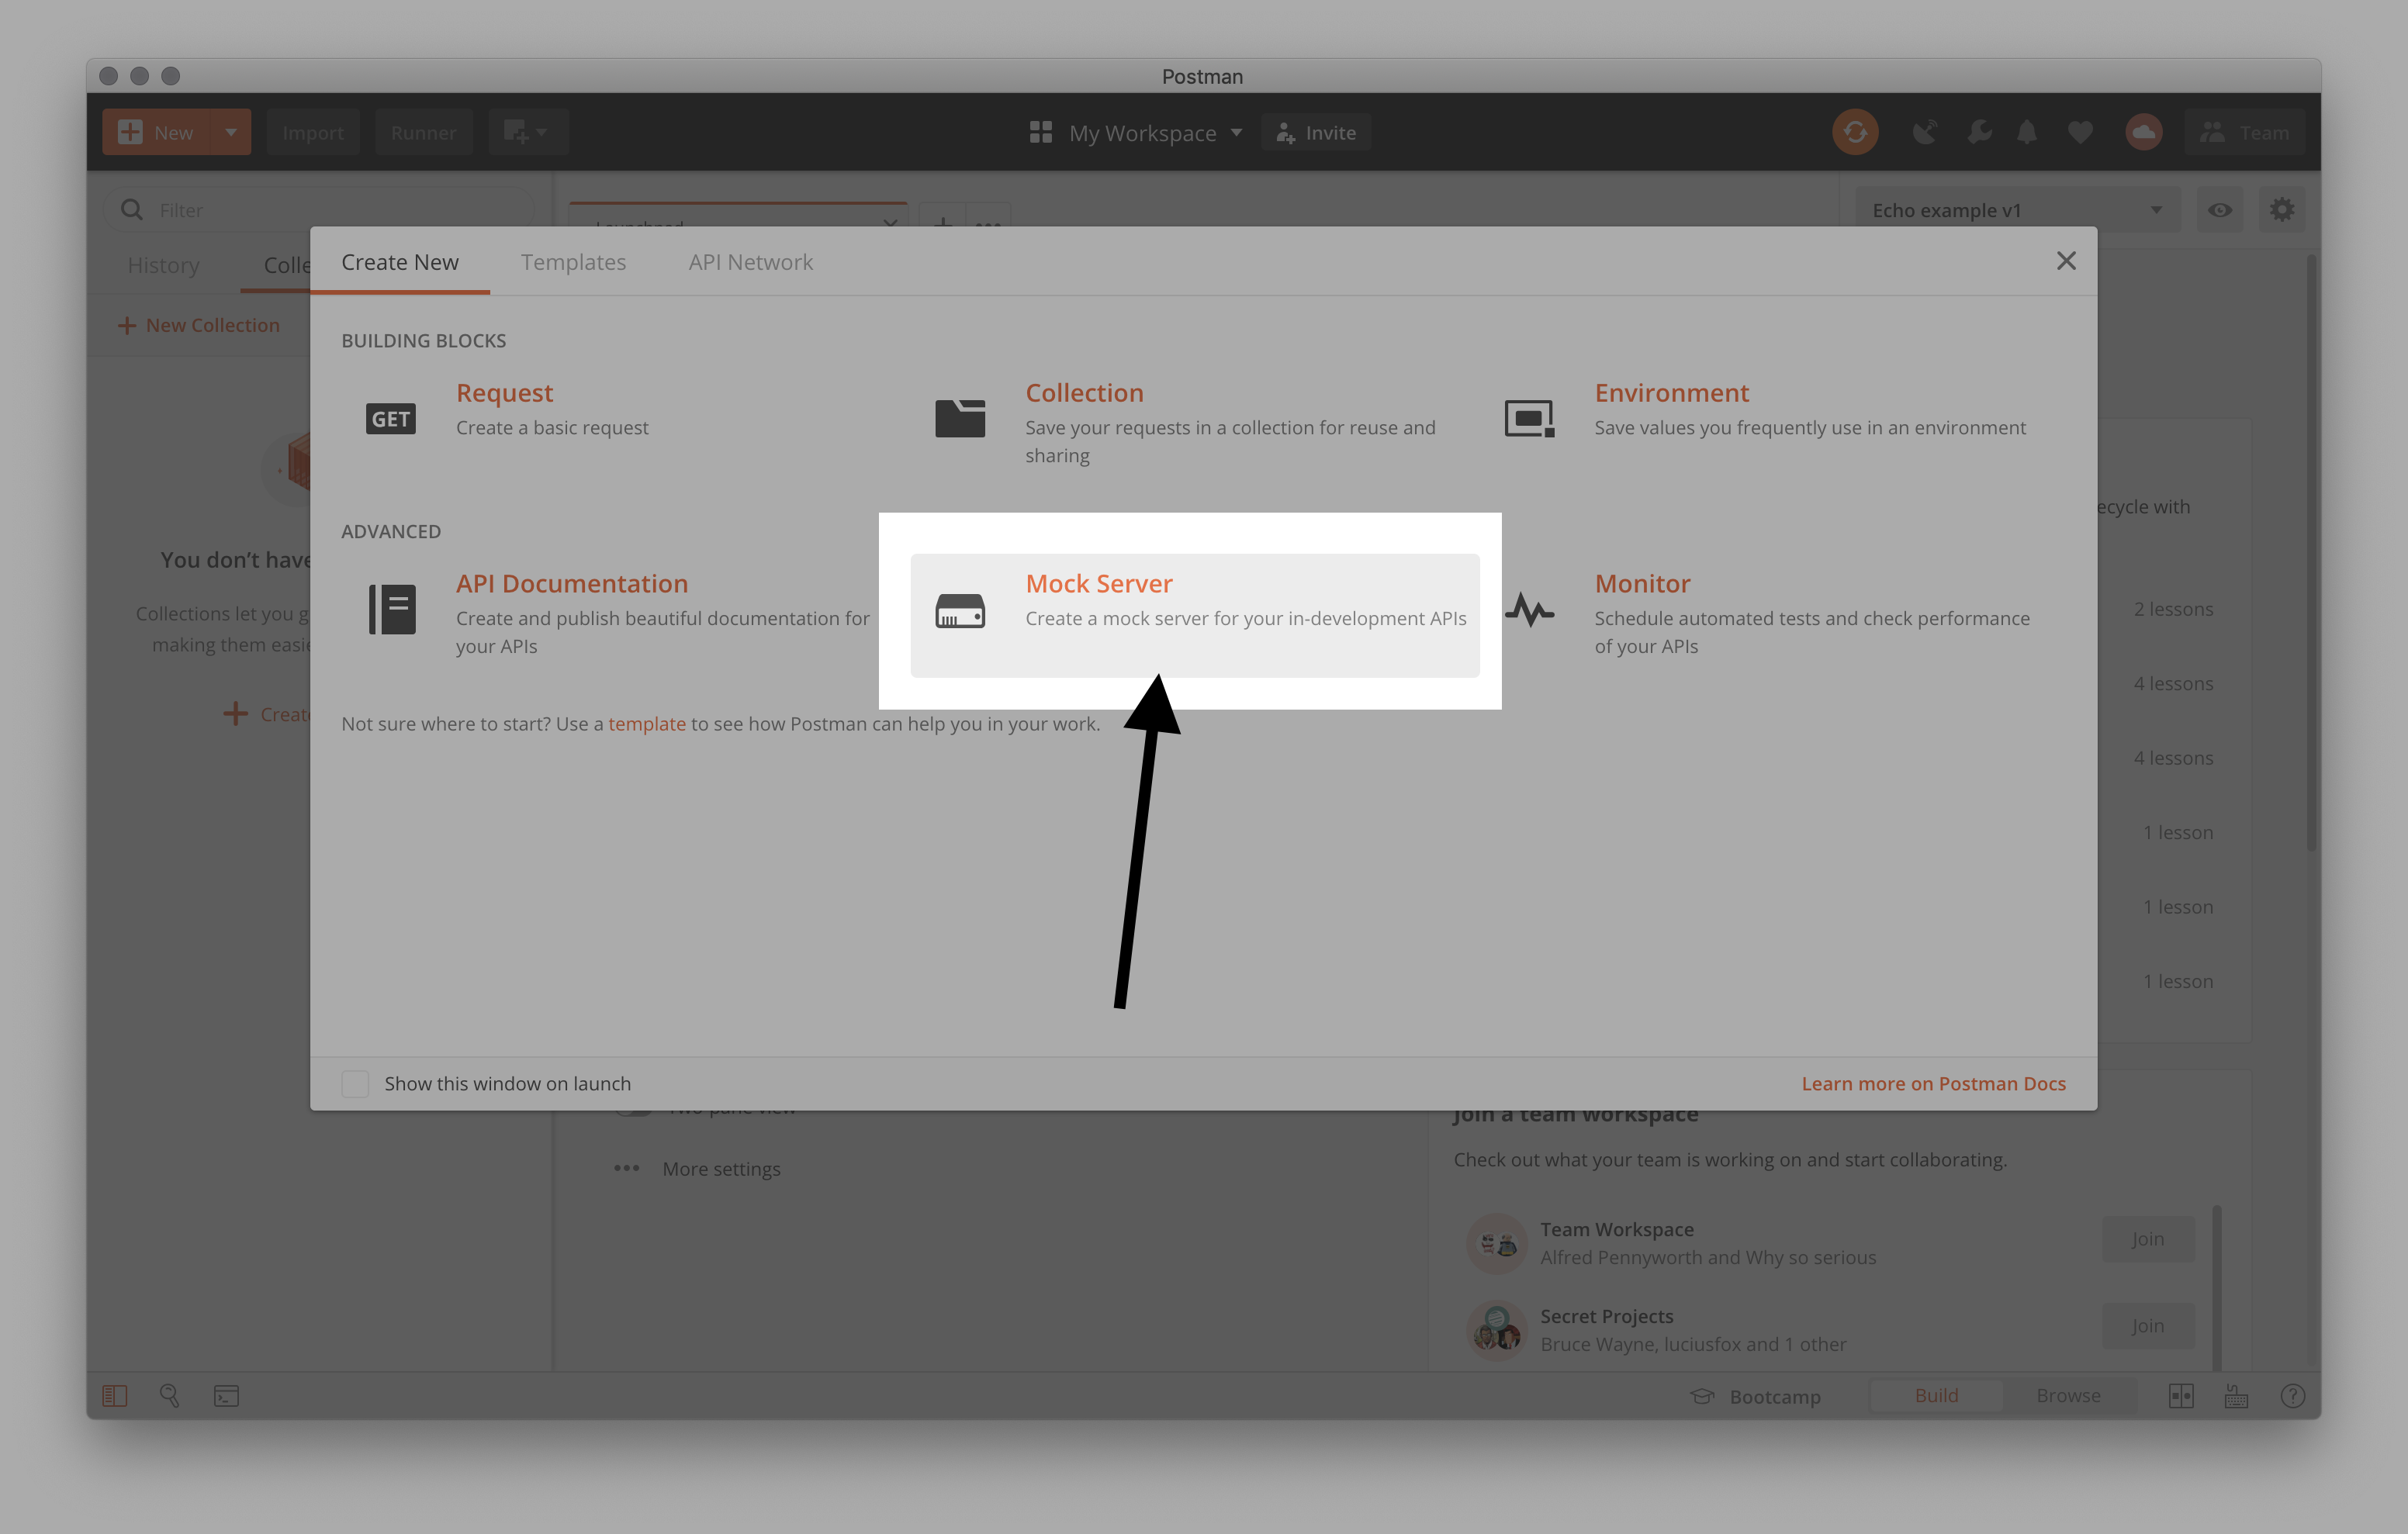 Postman
New
Import
Runner
My Workspace
Invite
Team
Filter
Launchpad
Echo example v1
History
Colle
Create New
Templates
API Network
New Collection
BUILDING BLOCKS
Request
Create a basic request
GET
Collection
Save your requests in a collection for reuse and
sharing
Environment
Save values you frequently use in an environment
ecycle with
ADVANCED
You don't have
Collections let you g
making them easie
Create
API Documentation
Create and publish beautiful documentation for
your APIs
Mock Server
Create a mock server for your in-development APIs
Monitor
Schedule automated tests and check performance
of your APIs
2 lessons
4 lessons
4 lessons
1 lesson
1 lesson
1 lesson
Not sure where to start? Use a template to see how Postman can help you in your work.
Show this window on launch
Learn more on Postman Docs
Two-pane view
More settings
Join a team workspace
Check out what your team is working on and start collaborating.
Team Workspace
Alfred Pennyworth and Why so serious
Join
Secret Projects
Bruce Wayne, luciusfox and 1 other
Join
Bootcamp
Build
Browse